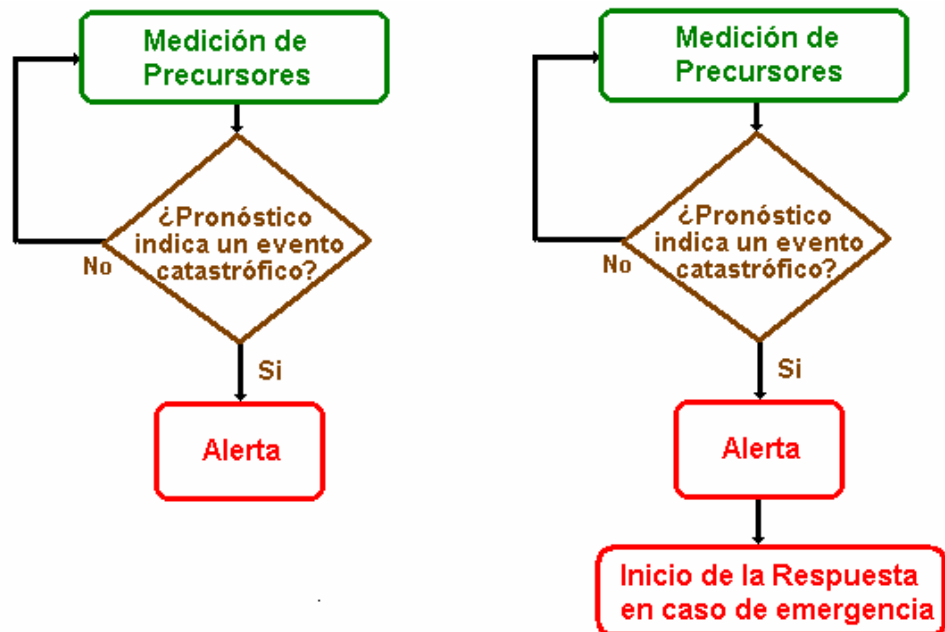 Medición de
Precursores
¿Pronóstico
indica un evento
catastrófico?
No
Si
Alerta
Medición de
Precursores
¿Pronóstico
indica un evento
catastrófico?
No
Si
Alerta
Inicio de la Respuesta
en caso de emergencia